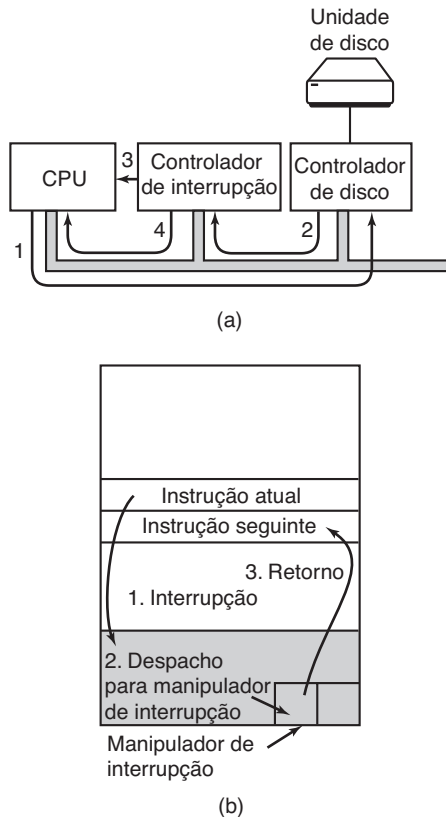 Unidade
de disco
CPU
3
Controlador
de interrupção
Controlador
de disco
1
4
2
(a)
Instrução atual
Instrução seguinte
3. Retorno
1. Interrupção
2. Despacho
para manipulador
de interrupção
Manipulador de
interrupção
(b)